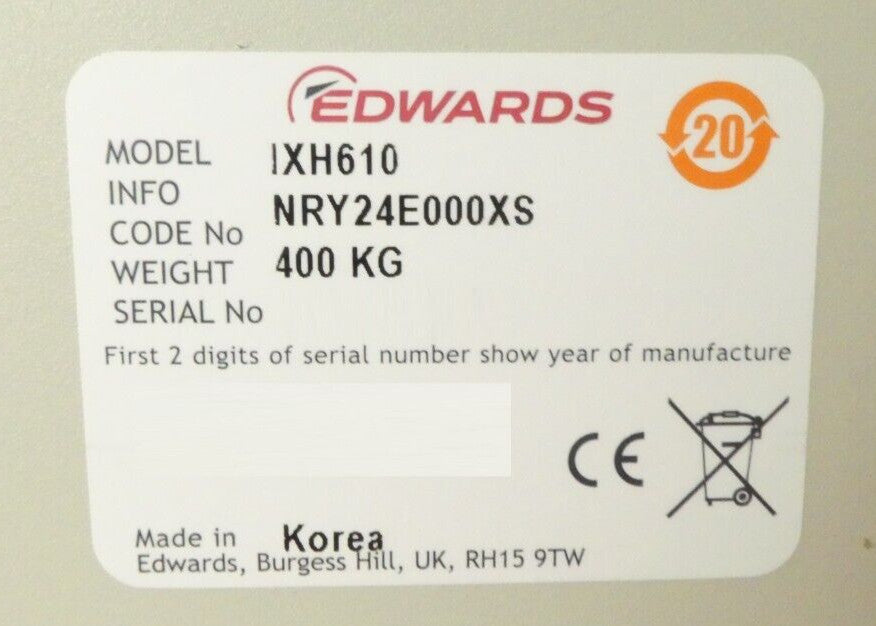 EDWARDS
20
MODEL IXH610
INFO
CODE No NRY24E000XS
WEIGHT 400 KG
SERIAL No
First 2 digits of serial number show year of manufacture
CE
Made in Korea
Edwards, Burgess Hill, UK, RH15 9TW